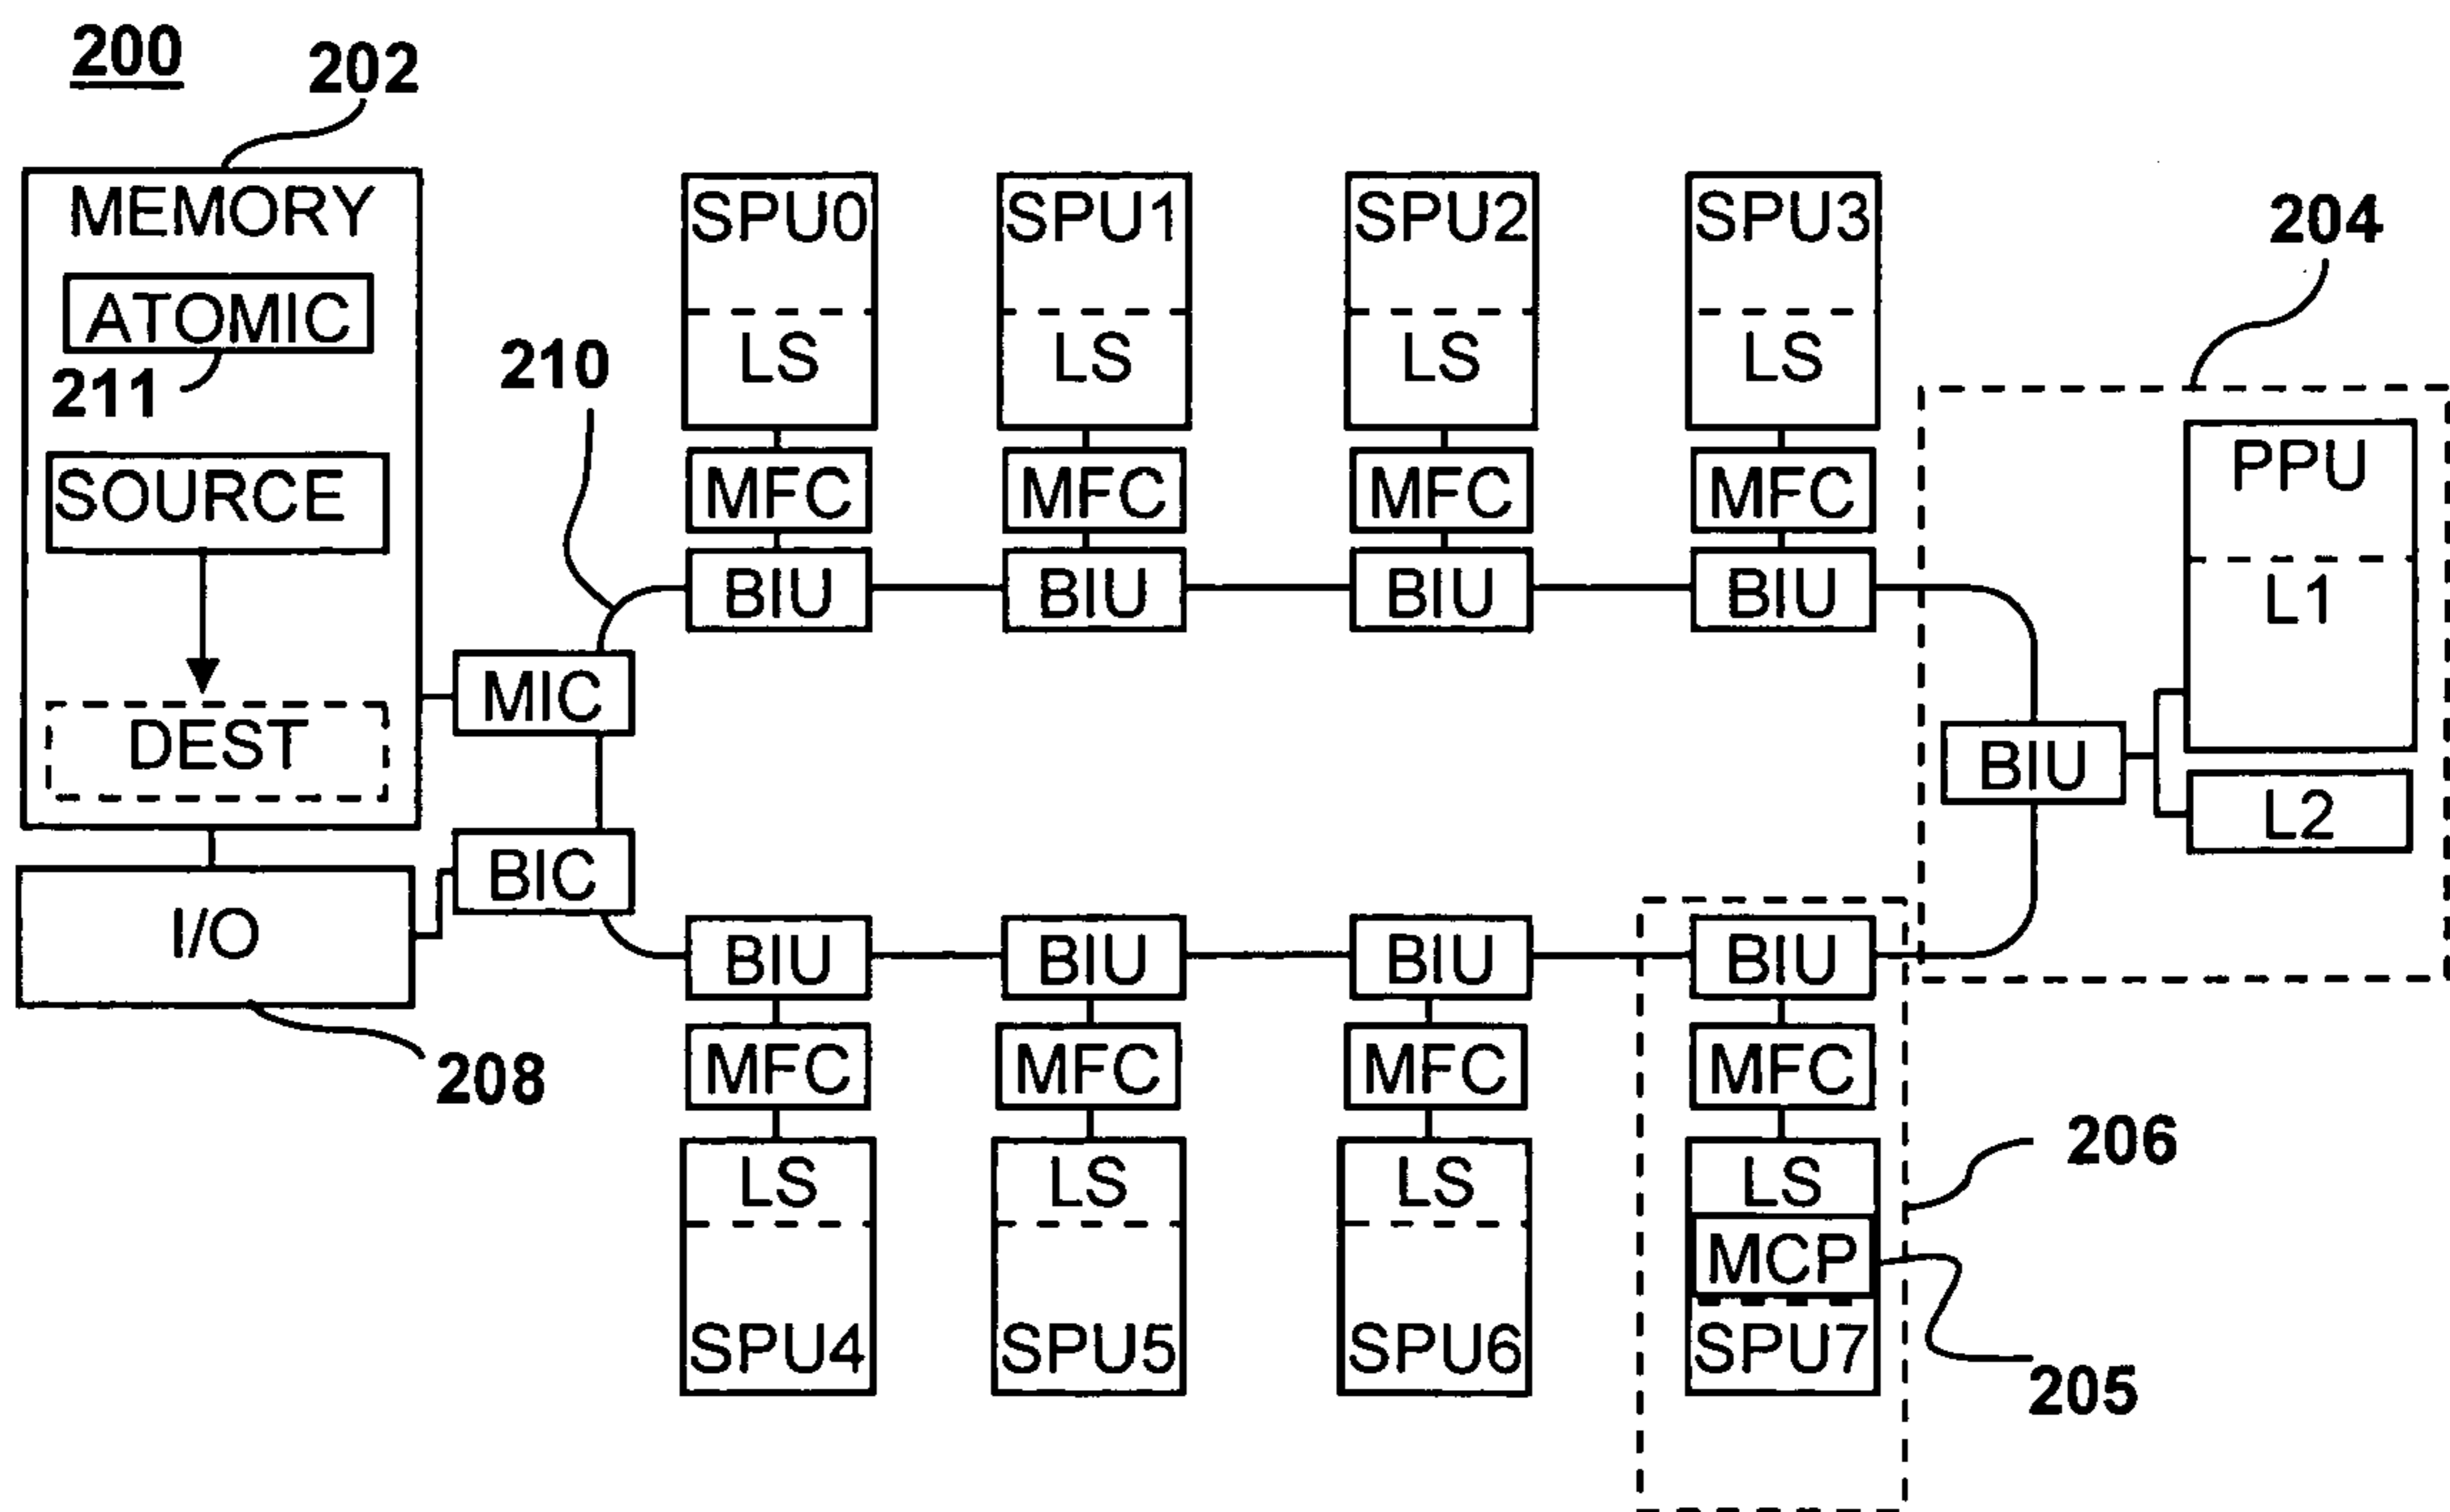 200
202
MEMORY
ATOMIC
211
SOURCE
DEST
I/O
208
210
MIC
BIC
SPU0
LS
MFC
BIU
SPU1
LS
MFC
BIU
SPU2
LS
MFC
BIU
SPU3
LS
MFC
BIU
204
PPU
L1
BIU
L2
BIU
MFC
LS
SPU4
BIU
MFC
LS
SPU5
BIU
MFC
LS
SPU6
BIU
MFC
LS
MCP
SPU7
206
205